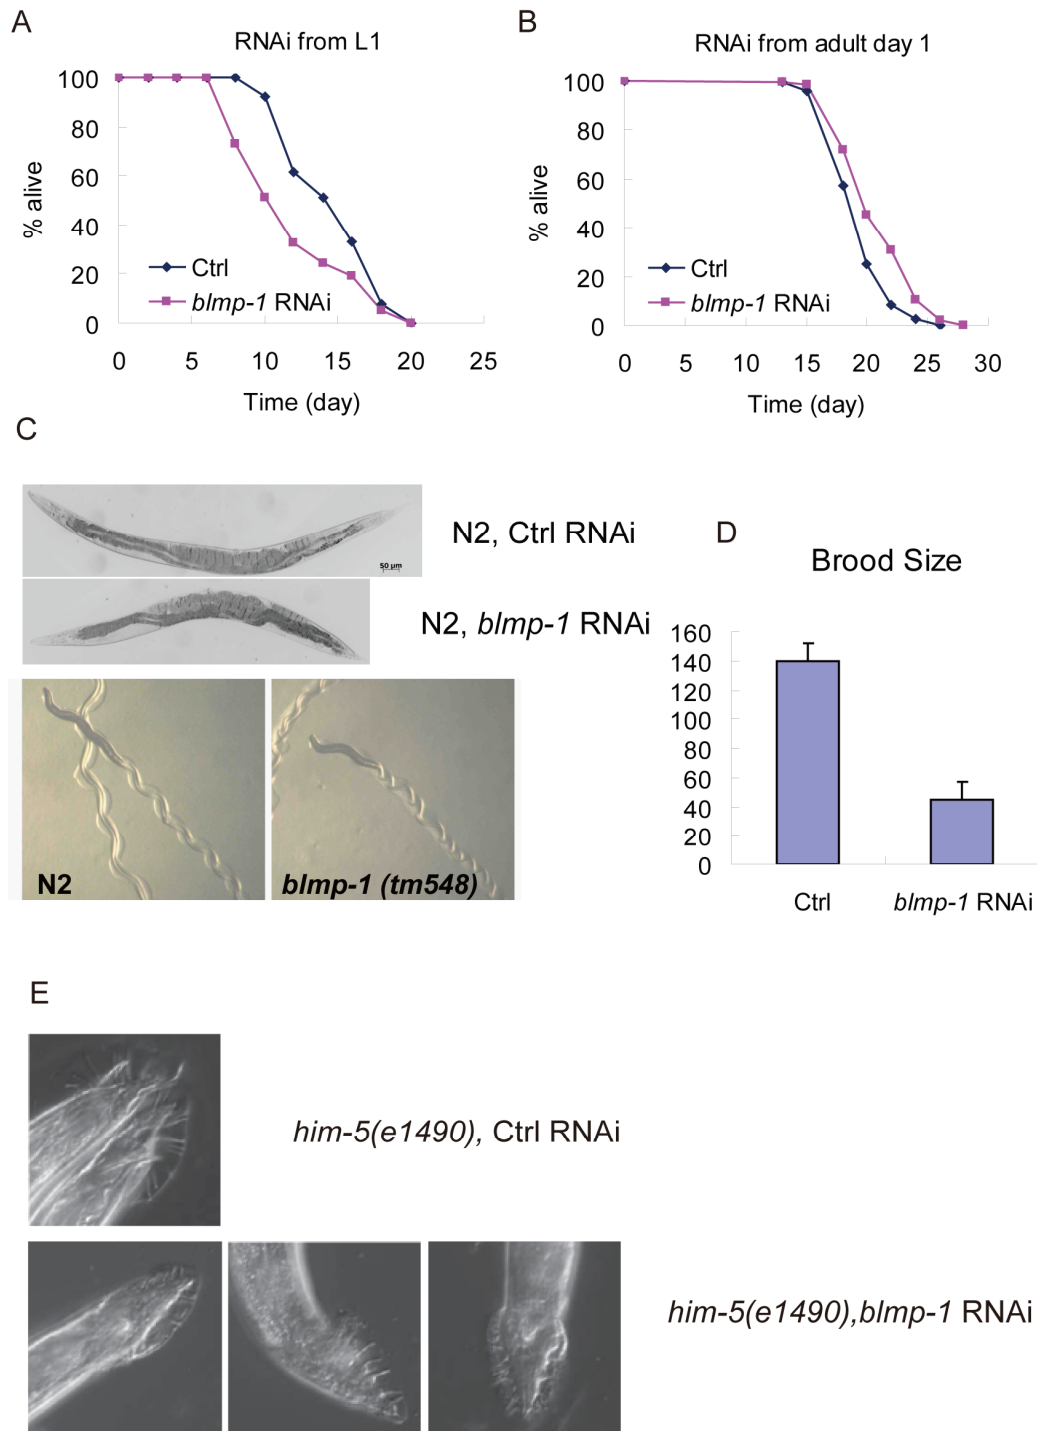 A
RNAi from L1
100
80
60
40
20
0
% alive
Ctrl
blmp-1 RNAi
0 5 10 15 20 25
Time (day)
B
RNAi from adult day 1
100
80
60
40
20
0
% alive
Ctrl
blmp-1 RNAi
0 5 10 15 20 25 30
Time (day)
C
50 µm
N2, Ctrl RNAi
N2, blmp-1 RNAi
N2
blmp-1 (tm548)
D
Brood Size
160
140
120
100
80
60
40
20
0
Ctrl
blmp-1 RNAi
E
him-5(e1490), Ctrl RNAi
him-5(e1490),blmp-1 RNAi